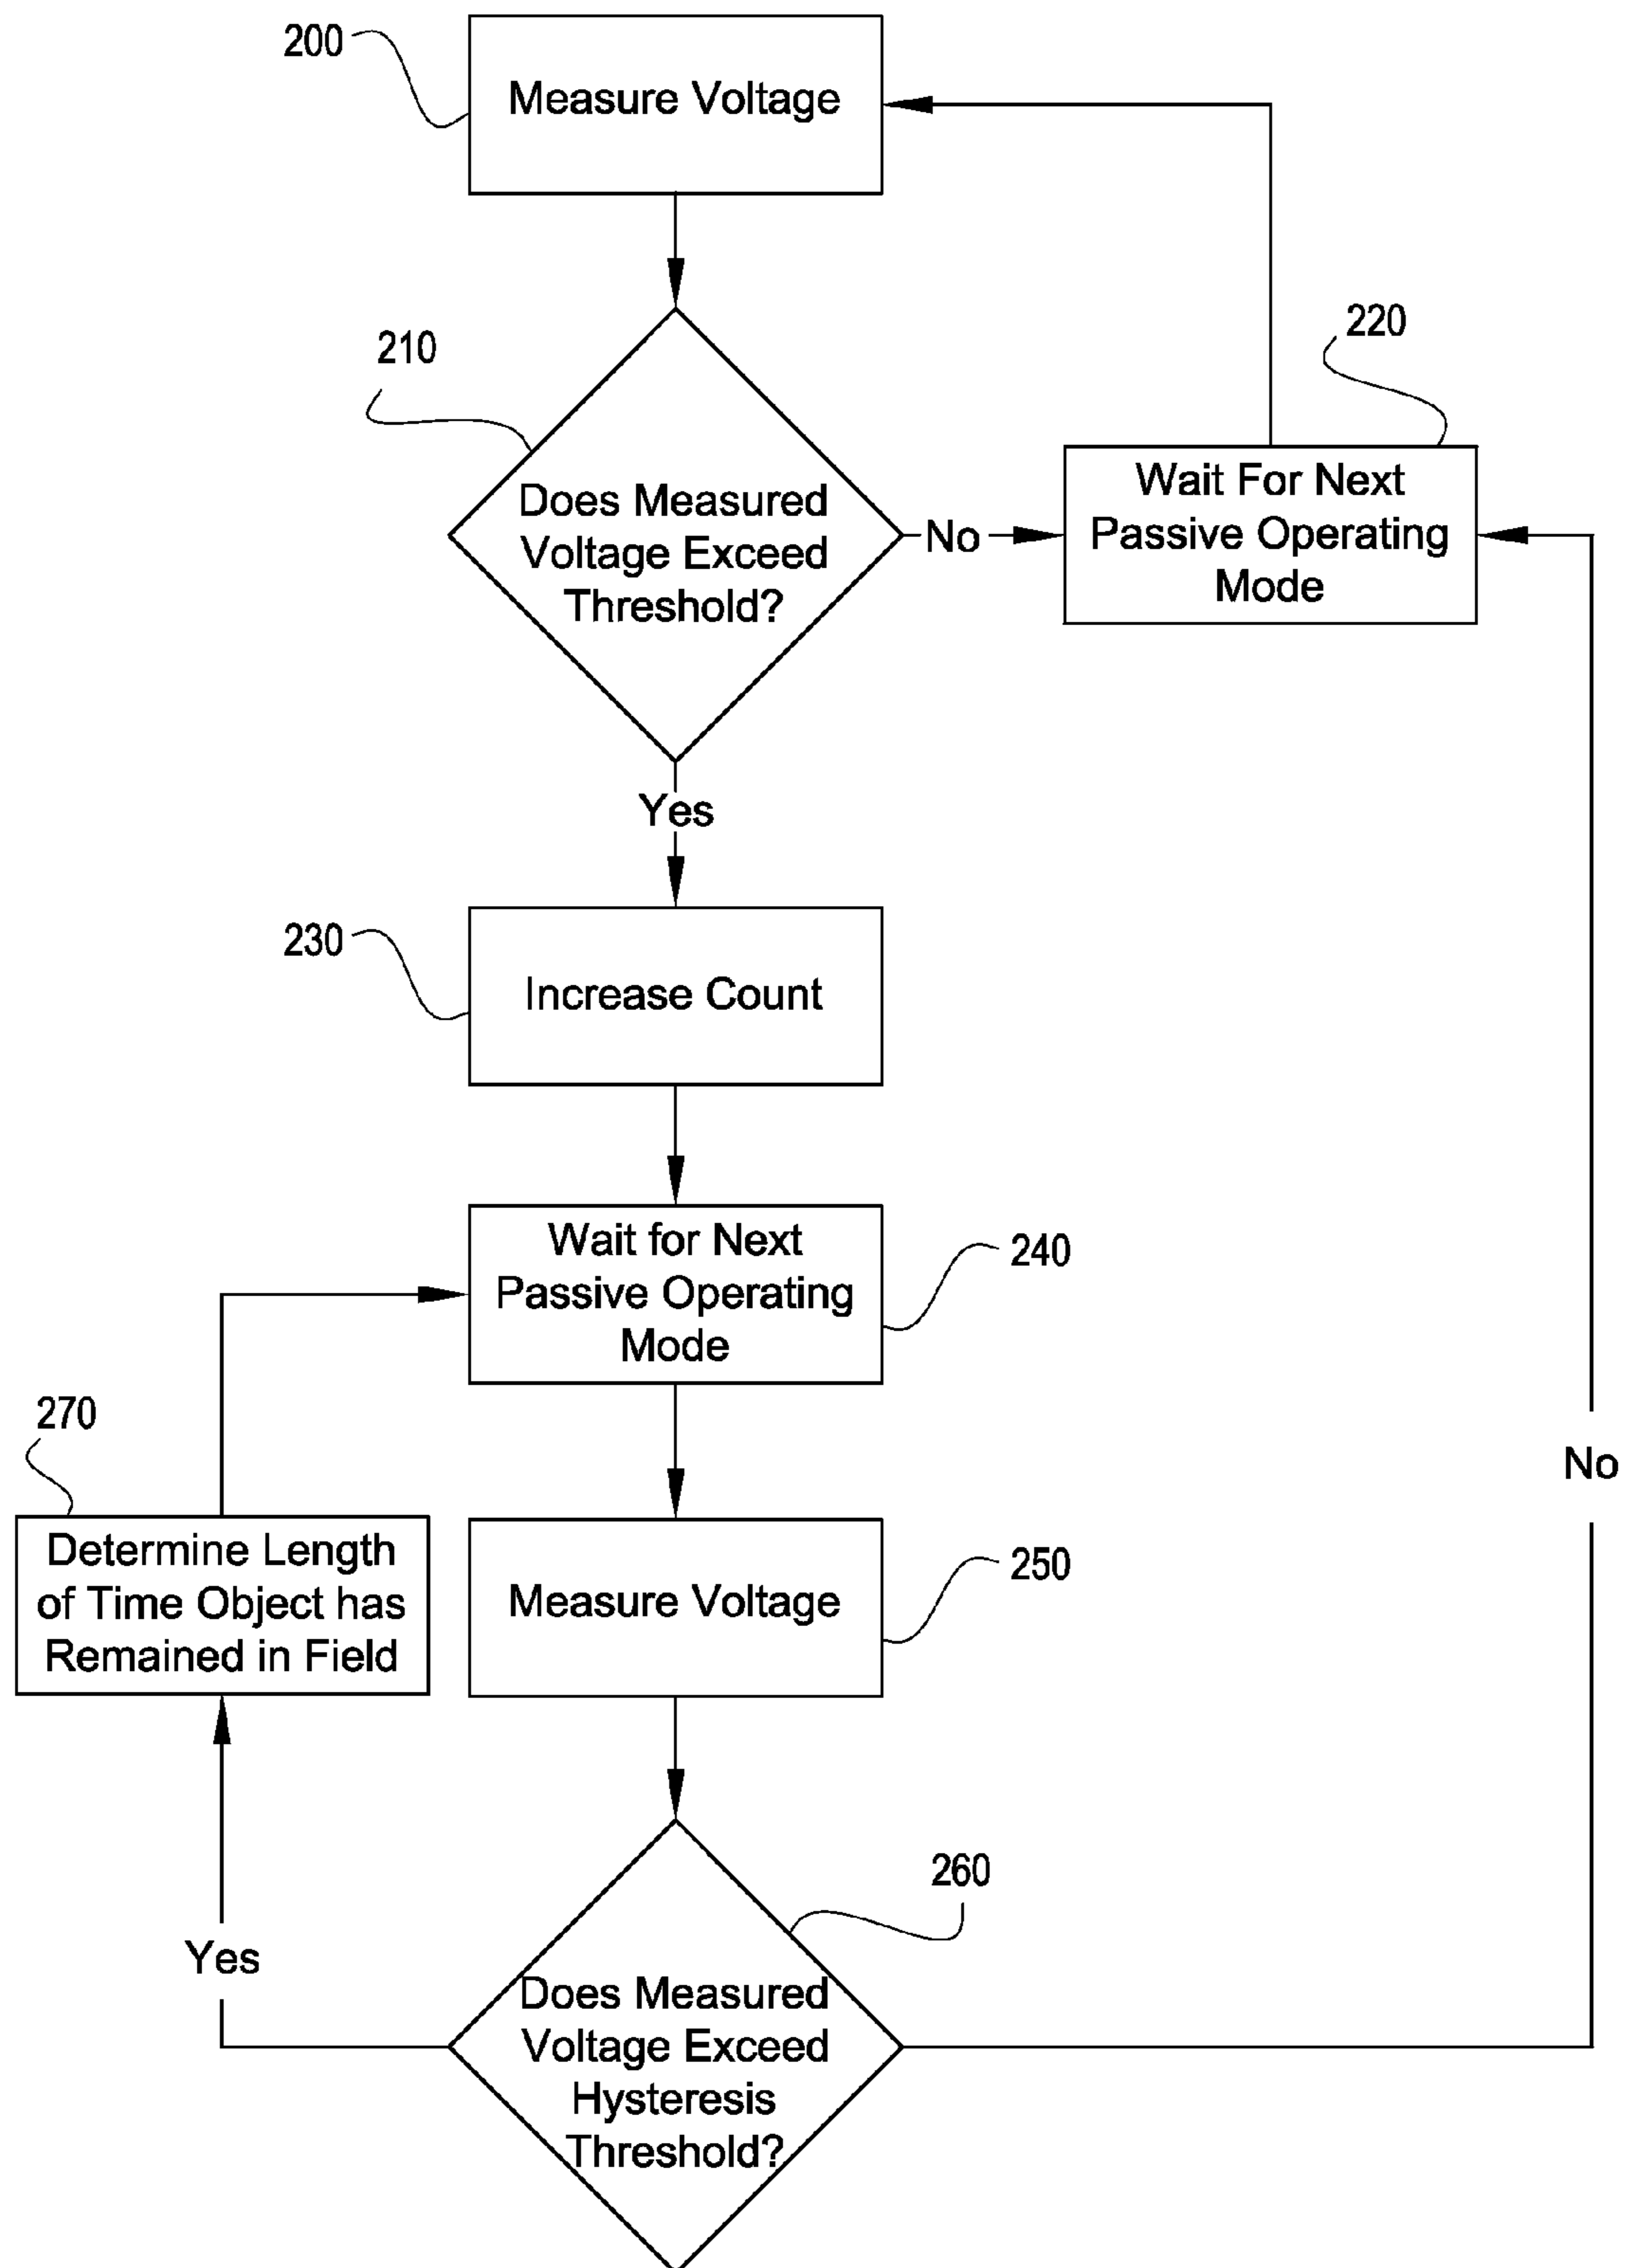 200
Measure Voltage
210
Does Measured
Voltage Exceed
Threshold?
No
220
Wait For Next
Passive Operating
Mode
Yes
230
Increase Count
Wait for Next
Passive Operating
Mode
240
270
Determine Length
of Time Object has
Remained in Field
Measure Voltage
250
No
260
Yes
Does Measured
Voltage Exceed
Hysteresis
Threshold?